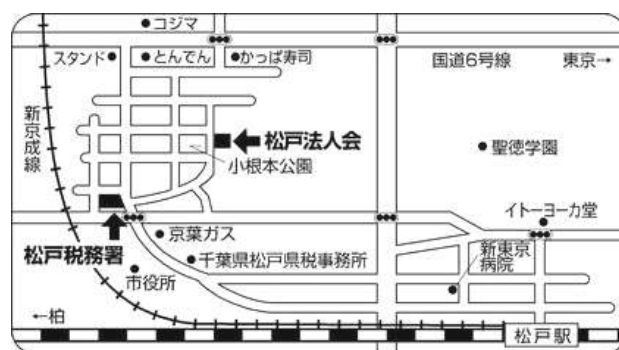 コジマ
スタンド
とんでん
かっぱ寿司
国道6号線
東京→
新京成線
松戸法人会
小根本公園
聖徳学園
イトーヨーカ堂
京葉ガス
松戸税務署
千葉県松戸県税事務所
新東京
病院
市役所
←柏
松戸駅